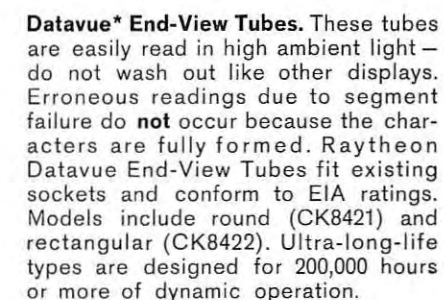 Datavue* End-View Tubes. These tubes
are easily read in high ambient light—
do not wash out like other displays.
Erroneous readings due to segment
failure do not occur because the char-
acters are fully formed. Raytheon
Datavue End-View Tubes fit existing
sockets and conform to EIA ratings.
Models include round (CK8421) and
rectangular (CK8422). Ultra-long-life
types are designed for 200,000 hours
or more of dynamic operation.